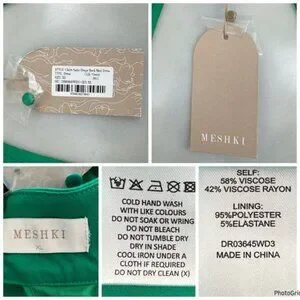 MESHKI
MESHKI
COLD HAND WASH
WITH LIKE COLOURS
DO NOT SOAK OR WRING
DO NOT BLEACH
DO NOT TUMBLE DRY
DRY IN SHADE
COOL IRON UNDER A
CLOTH IF REQUIRED
DO NOT DRY CLEAN (X)
SELF:
58% VISCOSE
42% VISCOSE RAYON
LINING:
95%POLYESTER
5%ELASTANE
DR03645WD3
MADE IN CHINA
PhotoGri